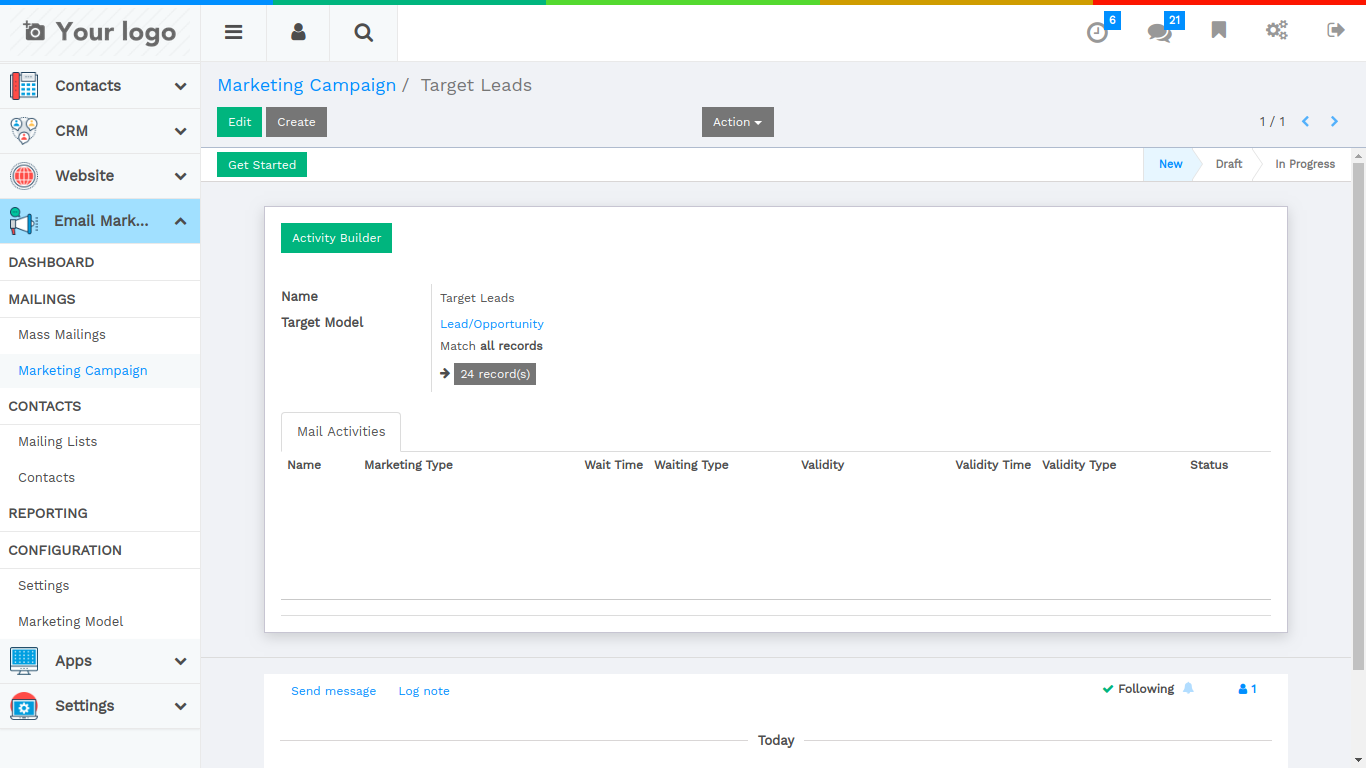 Your logo
6
21
Contacts
CRM
Website
Email Mark...
DASHBOARD
MAILINGS
Mass Mailings
Marketing Campaign
CONTACTS
Mailing Lists
Contacts
REPORTING
CONFIGURATION
Settings
Marketing Model
Apps
Settings
Marketing Campaign / Target Leads
Edit Create Action 1 / 1
Get Started New Draft In Progress
Activity Builder
Name Target Leads
Target Model Lead/Opportunity
Match all records
24 record(s)
Mail Activities
Name Marketing Type Wait Time Waiting Type Validity Validity Time Validity Type Status
Send message Log note Following 1
Today